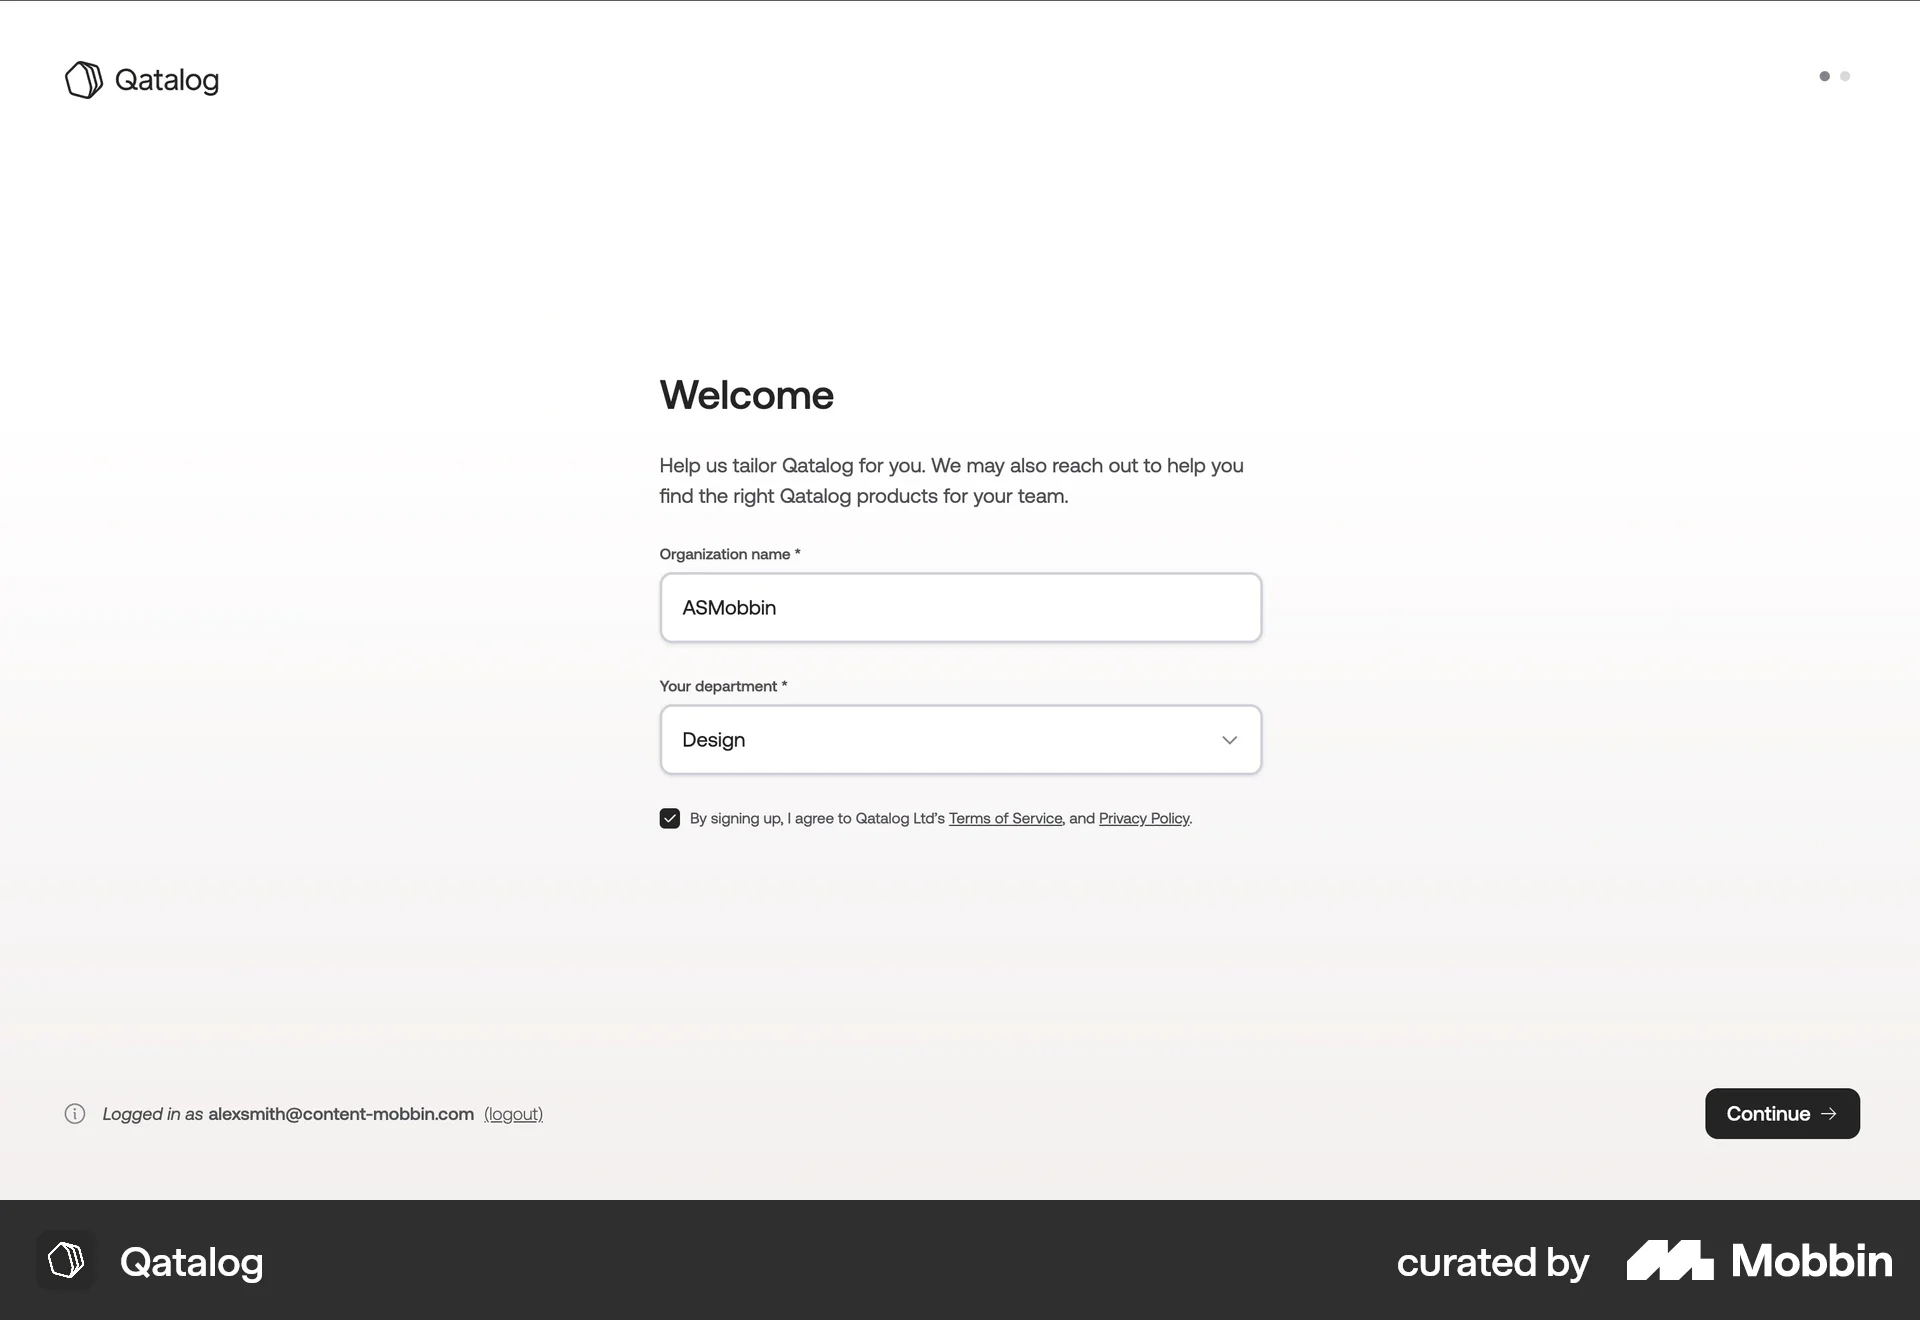 Qatalog
Welcome
Help us tailor Qatalog for you. We may also reach out to help you
find the right Qatalog products for your team.
Organization name *
ASMobbin
Your department *
Design
By signing up, I agree to Qatalog Ltd’s Terms of Service, and Privacy Policy.
Logged in as alexsmith@content-mobbin.com (logout)
Continue →
Qatalog
curated by Mobbin